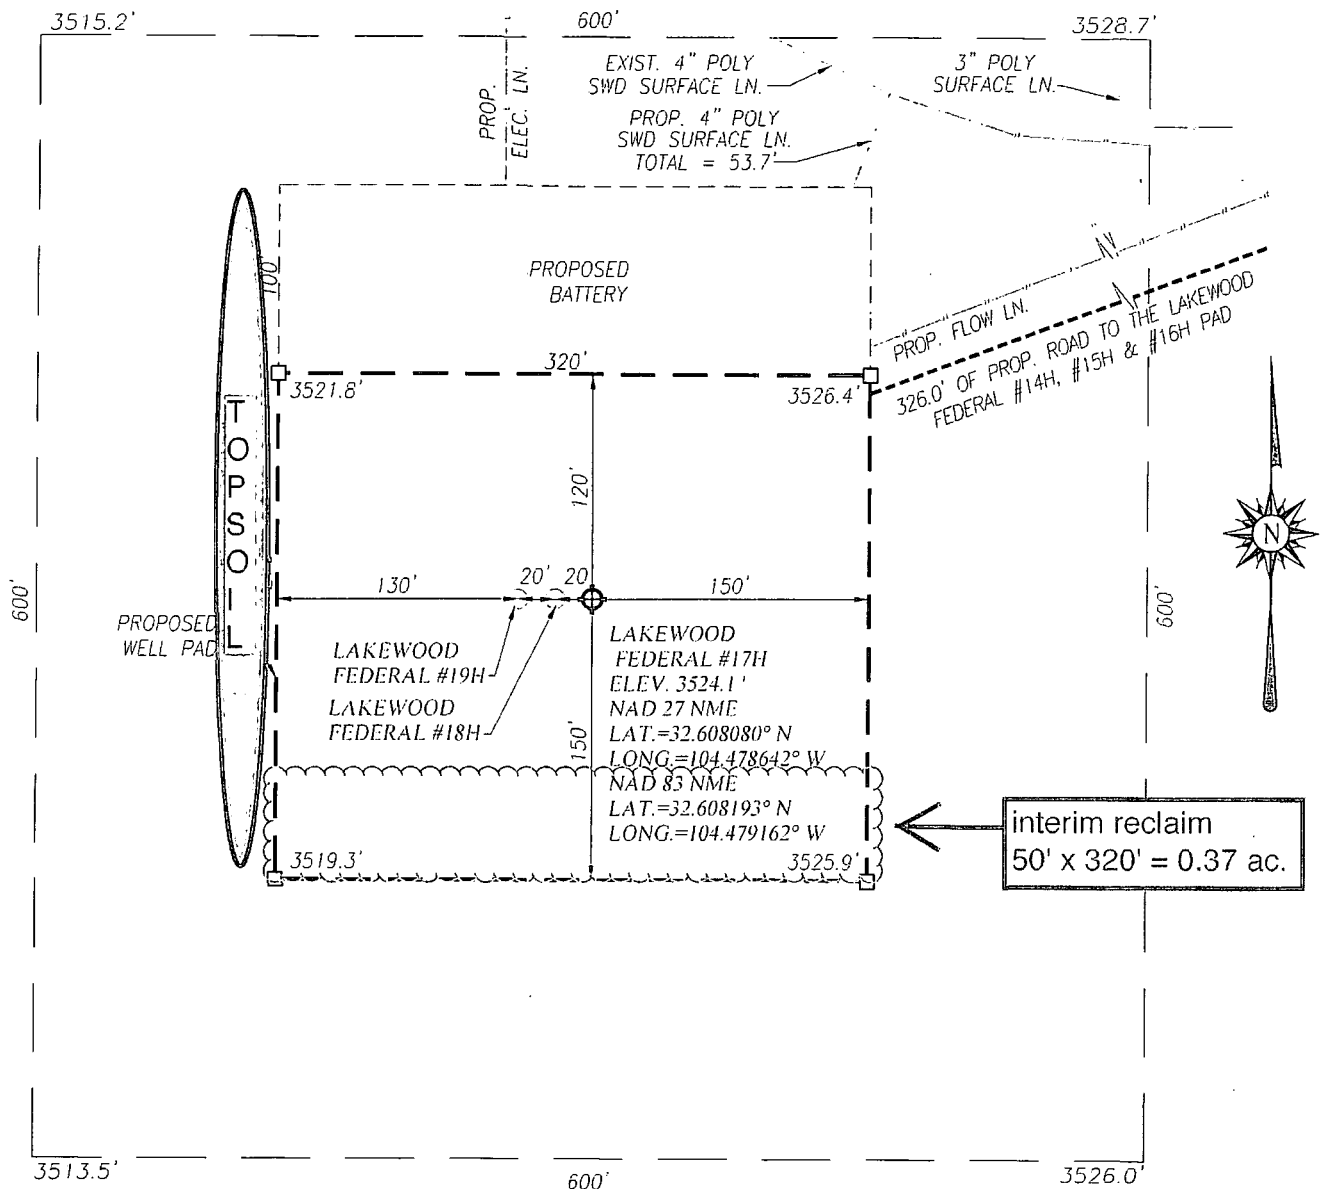 3515.2'
600'
3528.7'
PROP.
ELEC. LN.
EXIST. 4" POLY
SWD SURFACE LN.
3" POLY
SURFACE LN.
PROP. 4" POLY
SWD SURFACE LN.
TOTAL = 53.7'
100'
PROPOSED
BATTERY
PROP. FLOW LN.
326.0' OF PROP. ROAD TO THE LAKEWOOD
FEDERAL #14H, #15H & #16H PAD
320'
3521.8'
3526.4'
TOPSOIL
120'
N
600'
130'
20'
20'
150'
600'
PROPOSED
WELL PAD
LAKEWOOD
FEDERAL #19H
LAKEWOOD
FEDERAL #18H
150'
LAKEWOOD
FEDERAL #17H
ELEV. 3524.1'
NAD 27 NME
LAT.=32.608080° N
LONG.=104.478642° W
NAD 83 NME
LAT.=32.608193° N
LONG.=104.479162° W
interim reclaim
50' x 320' = 0.37 ac.
3519.3'
3525.9'
3513.5'
600'
3526.0'